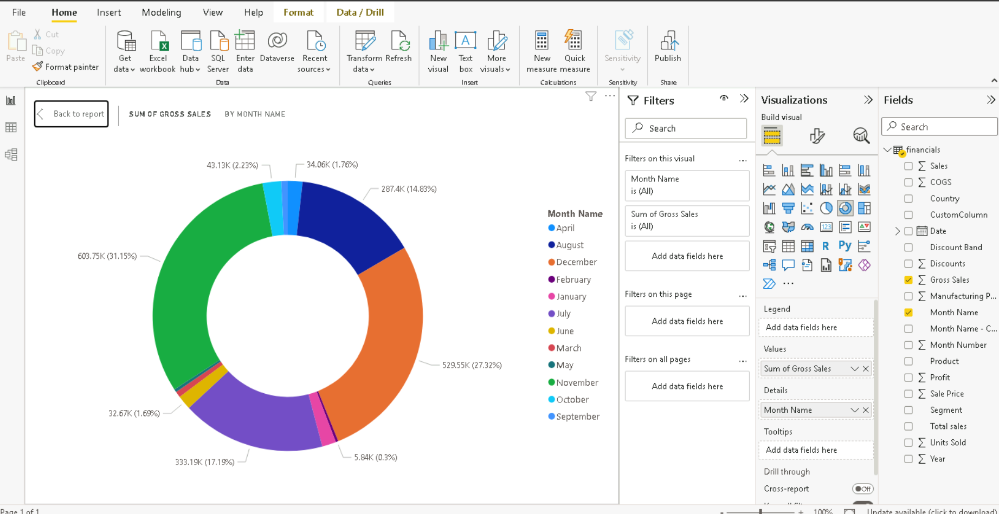 File Home Insert Modeling View Help Format Data / Drill
Paste
Cut
Copy
Format painter
Clipboard
Get data
Excel workbook
Data hub
SQL Server
Enter data
Dataverse
Recent sources
Data
Transform data
Refresh
Queries
New visual
Text box
More visuals
Insert
New measure
Quick measure
Calculations
Sensitivity
Sensitivity
Publish
Share
Back to report
SUM OF GROSS SALES BY MONTH NAME
43.13K (2.23%)
34.06K (1.76%)
287.4K (14.83%)
603.75K (31.15%)
529.55K (27.32%)
32.67K (1.69%)
333.19K (17.19%)
5.84K (0.3%)
Month Name
April
August
December
February
January
July
June
March
May
November
October
September
Filters
Search
Filters on this visual ...
Month Name
is (All)
Sum of Gross Sales
is (All)
Add data fields here
Filters on this page ...
Add data fields here
Filters on all pages ...
Add data fields here
Visualizations
Build visual
123
R
Py
...
Legend
Add data fields here
Values
Sum of Gross Sales
Details
Month Name
Tooltips
Add data fields here
Drill through
Cross-report Off
Fields
Search
financials
Σ Sales
Σ COGS
Country
CustomColumn
Date
Discount Band
Σ Discounts
Σ Gross Sales
Σ Manufacturing P...
Month Name
Month Name - C...
Σ Month Number
Product
Σ Profit
Σ Sale Price
Segment
Total sales
Σ Units Sold
Σ Year
Page 1 of 1
- + 100%
Update available (click to download)